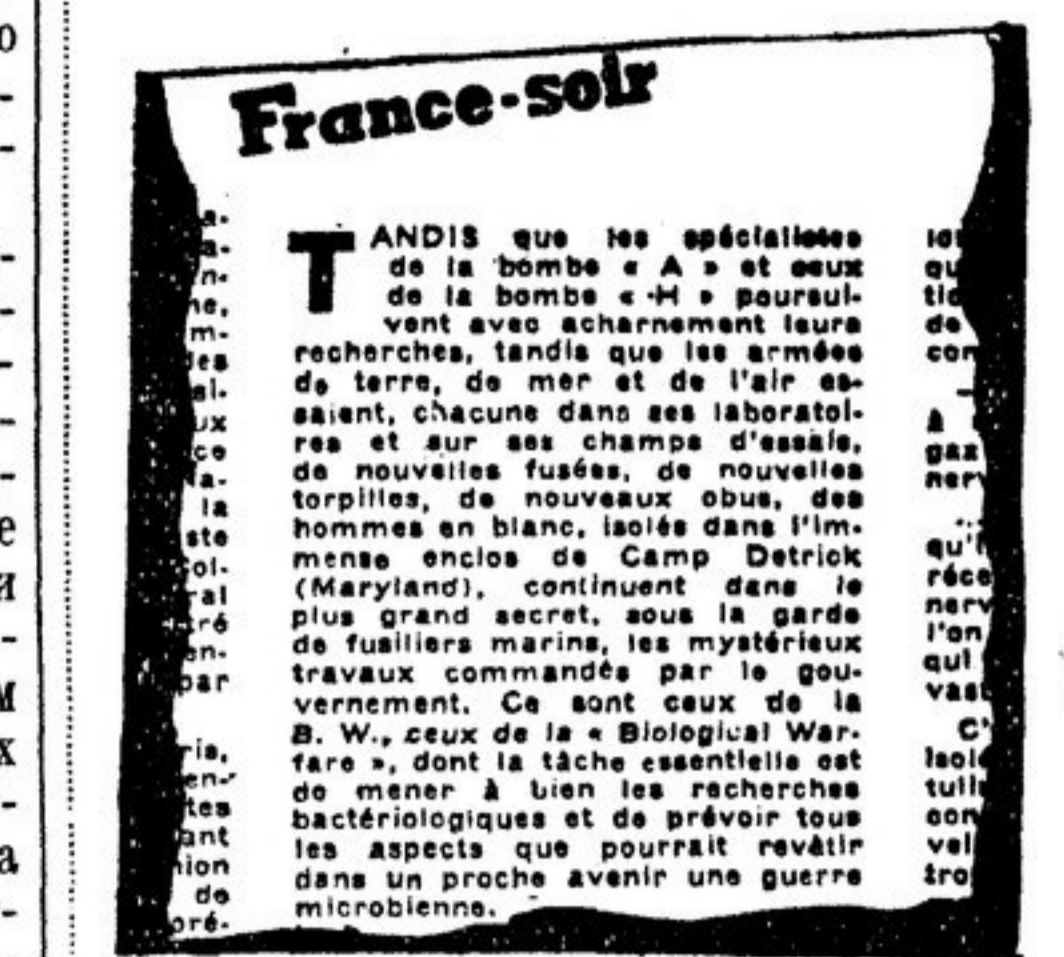 France-soir
TANDIS que les spécialistes
de la bombe « A » et ceux
de la bombe « H » poursui-
vent avec acharnement leurs
recherches, tandis que les armées
de terre, de mer et de l'air es-
saient, chacune dans ses laboratoi-
res et sur ses champs d'essais,
de nouvelles fusées, de nouvelles
torpilles, de nouveaux obus, des
hommes en blanc, isolés dans l'im-
mense enclos de Camp Detrick
(Maryland), continuent dans le
plus grand secret, sous la garde
de fusiliers marins, les mystérieux
travaux commandés par le gou-
vernement. Ce sont ceux de la
B. W., ceux de la « Biological War-
fare », dont la tâche essentielle est
de mener à bien les recherches
bactériologiques et de prévoir tous
les aspects que pourrait revêtir
dans un proche avenir une guerre
microbienne.